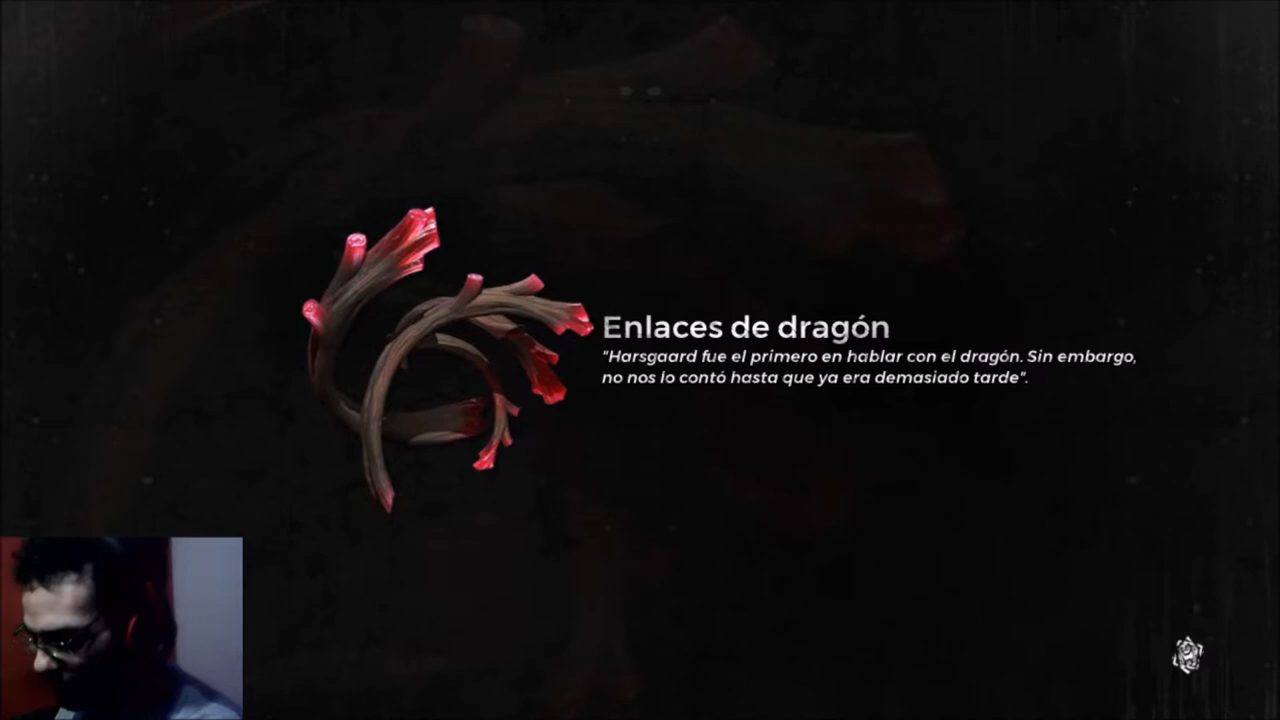 Enlaces de dragón
"Harsgaard fue el primero en hablar con el dragón. Sin embargo,
no nos lo contó hasta que ya era demasiado tarde".